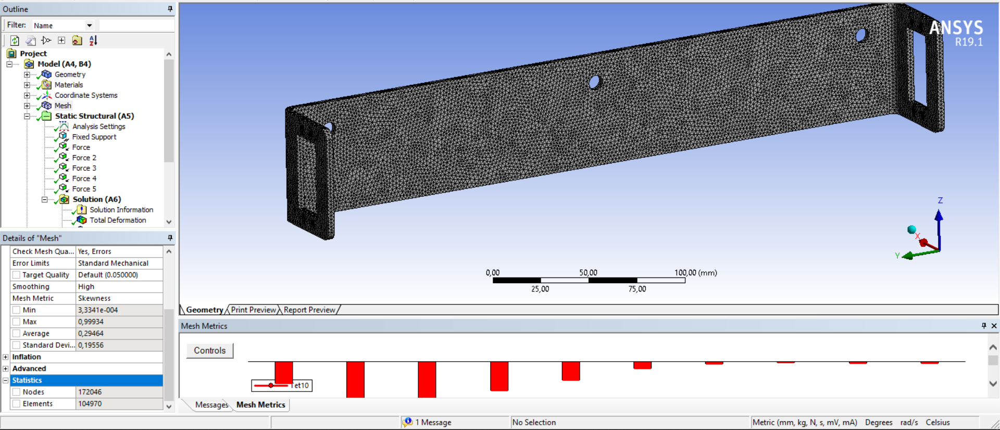 Outline
Filter: Name
Project
Model (A4, B4)
Geometry
Materials
Coordinate Systems
Mesh
Static Structural (A5)
Analysis Settings
Fixed Support
Force
Force 2
Force 3
Force 4
Force 5
Solution (A6)
Solution Information
Total Deformation
Details of "Mesh"
Check Mesh Qua... Yes, Errors
Error Limits Standard Mechanical
Target Quality Default (0.050000)
Smoothing High
Mesh Metric Skewness
Min 3,3341e-004
Max 0,99934
Average 0,29464
Standard Devi... 0,19556
Inflation
Advanced
Statistics
Nodes 172046
Elements 104970
ANSYS
R19.1
Z
X
Y
0,00 50,00 100,00 (mm)
25,00 75,00
Geometry Print Preview Report Preview
Mesh Metrics
Controls
Tet10
Messages Mesh Metrics
1 Message No Selection Metric (mm, kg, N, s, mV, mA) Degrees rad/s Celsius